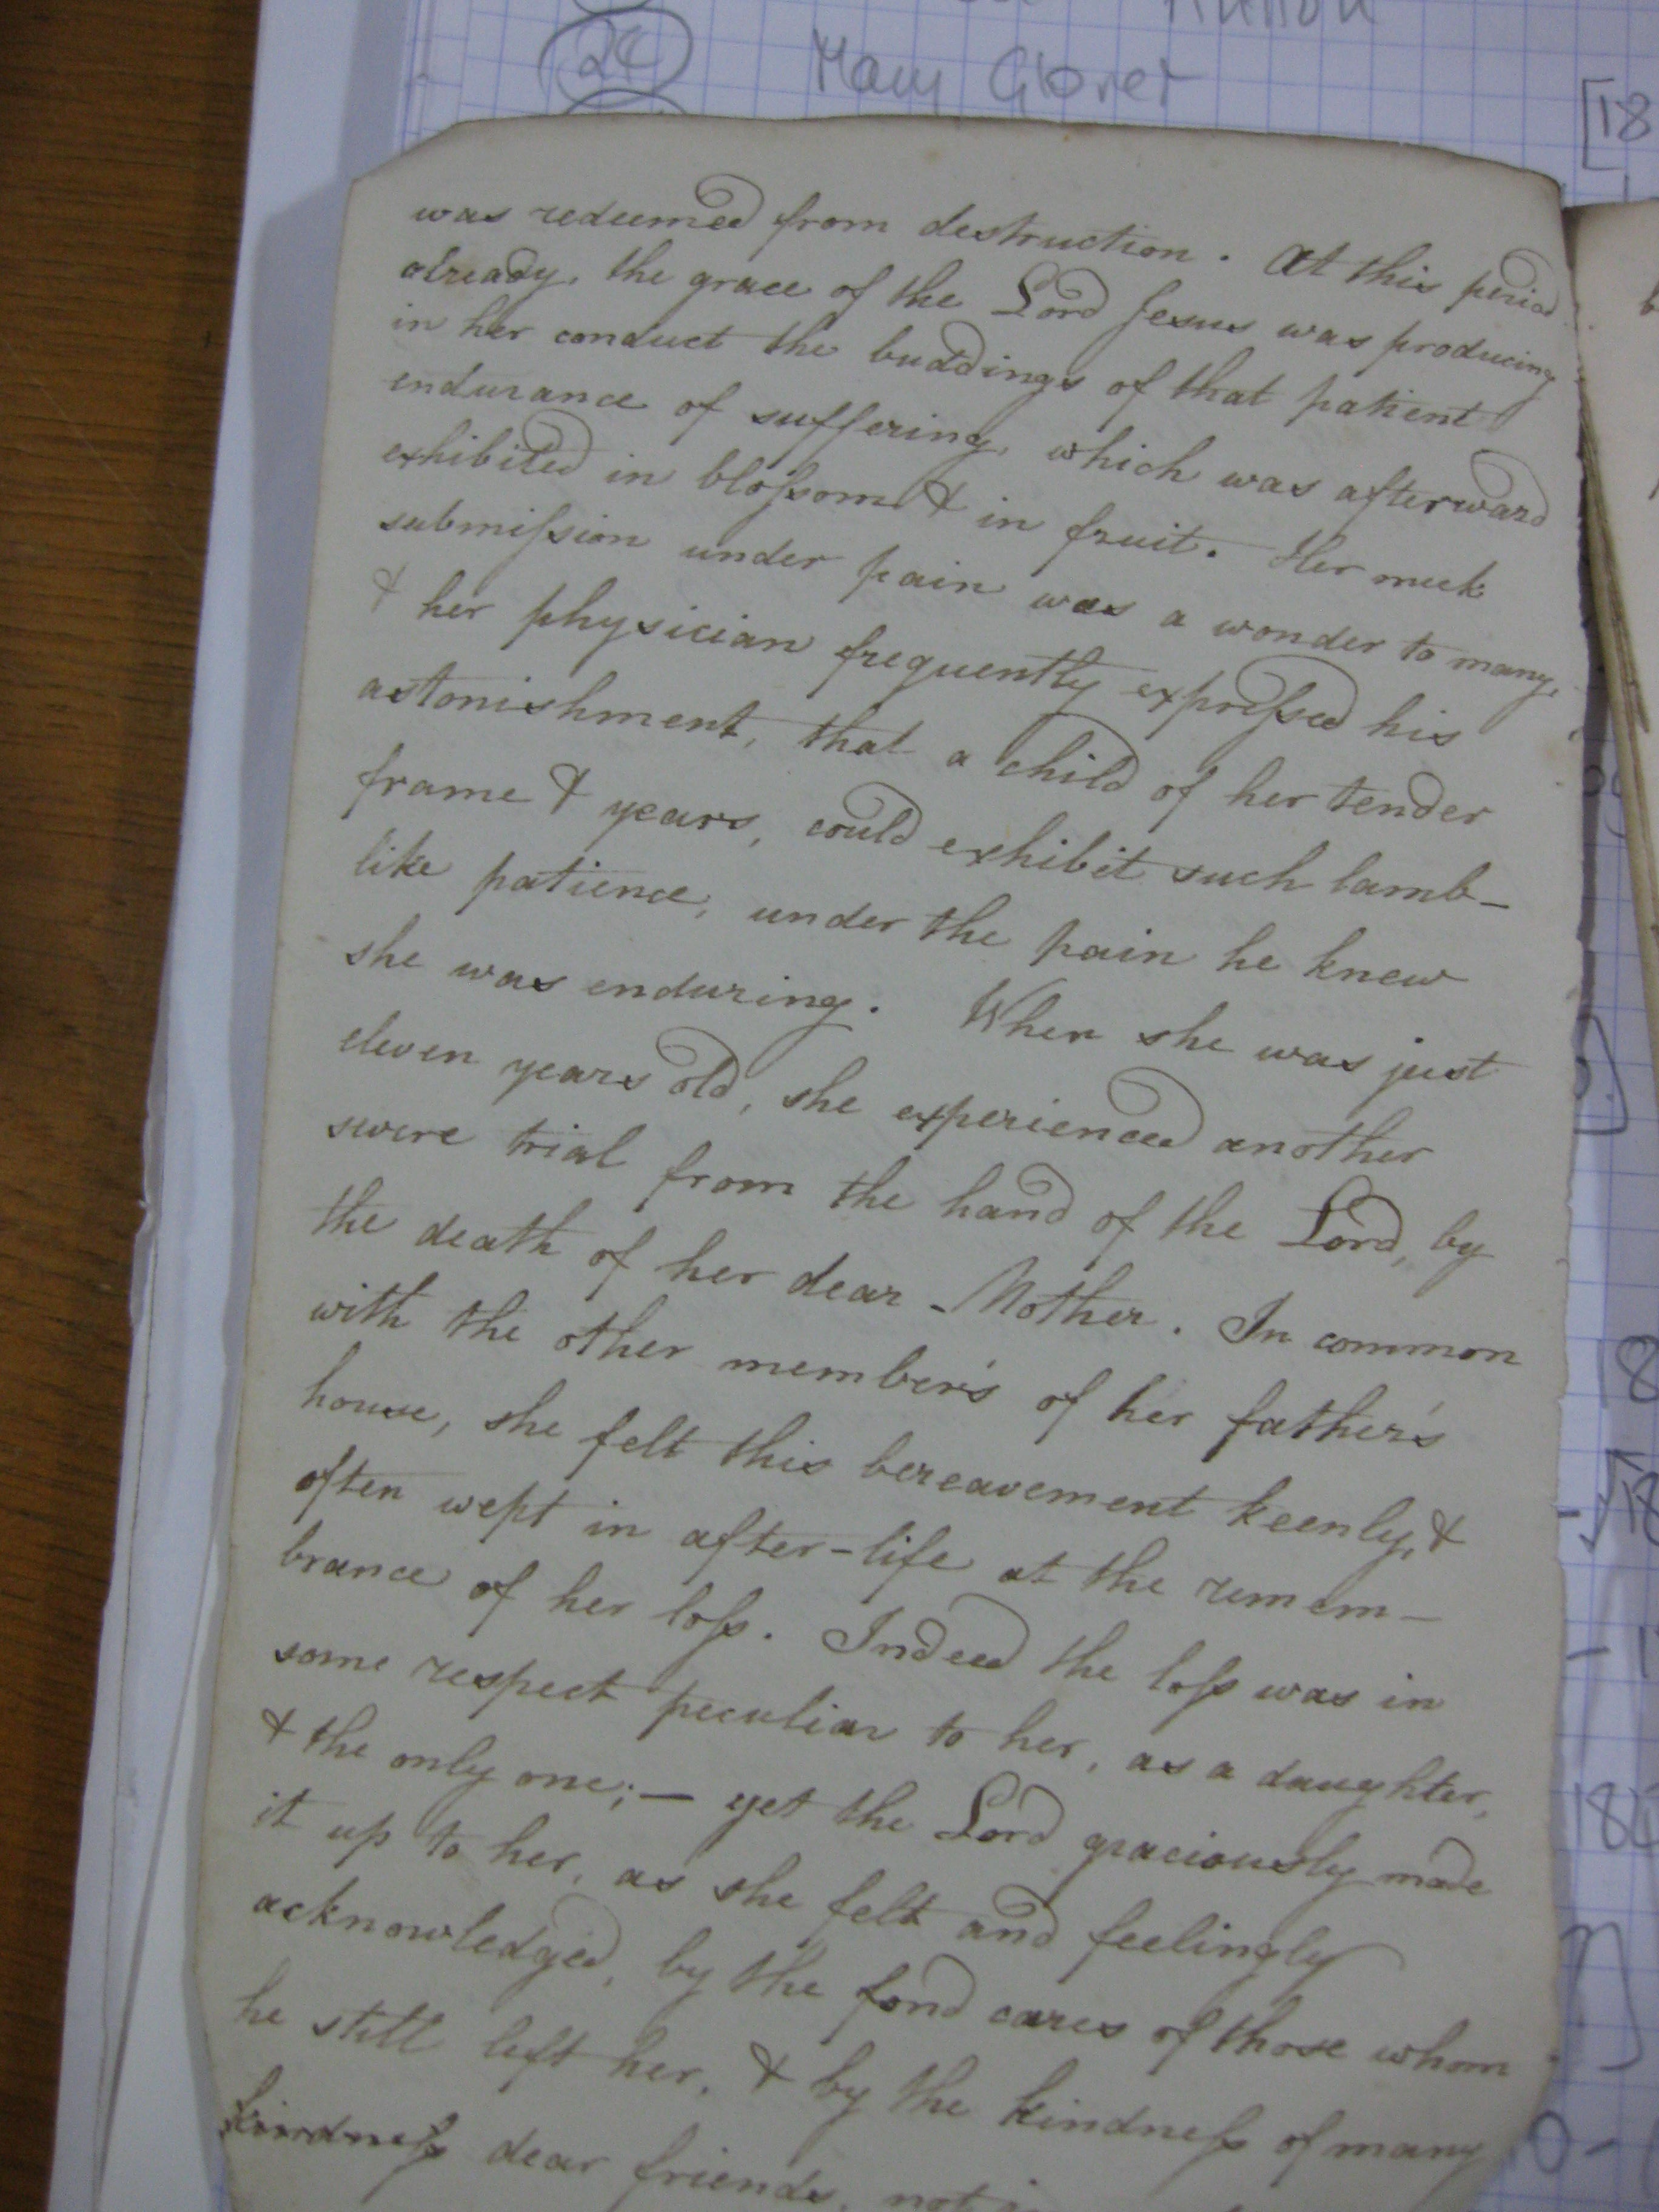 24 Mary Glover
[18
was redeemed from destruction. At this period
already, the grace of the Lord Jesus was producing
in her conduct the buddings of that patient
endurance of suffering, which was afterward
exhibited in bloſsom & in fruit. Her meek
submiſsion under pain was a wonder to many,
& her physician frequently expreſsed his
astonishment, that a child of her tender
frame & years, could exhibit such lamb-
like patience, under the pain he knew
she was enduring. When she was just
eleven years old, she experienced another
severe trial from the hand of the Lord, by
the death of her dear Mother. In common
with the other member's of her father's
house, she felt this bereavement keenly, &
often wept in after-life at the remem-
brance of her loſs. Indeed the loſs was in
some respect peculiar to her, as a daughter,
& the only one; — yet the Lord graciously made
it up to her, as she felt and feelingly
acknowledged, by the fond cares of those whom
he still left her, & by the kindneſs of many
kindneſs dear friends, not